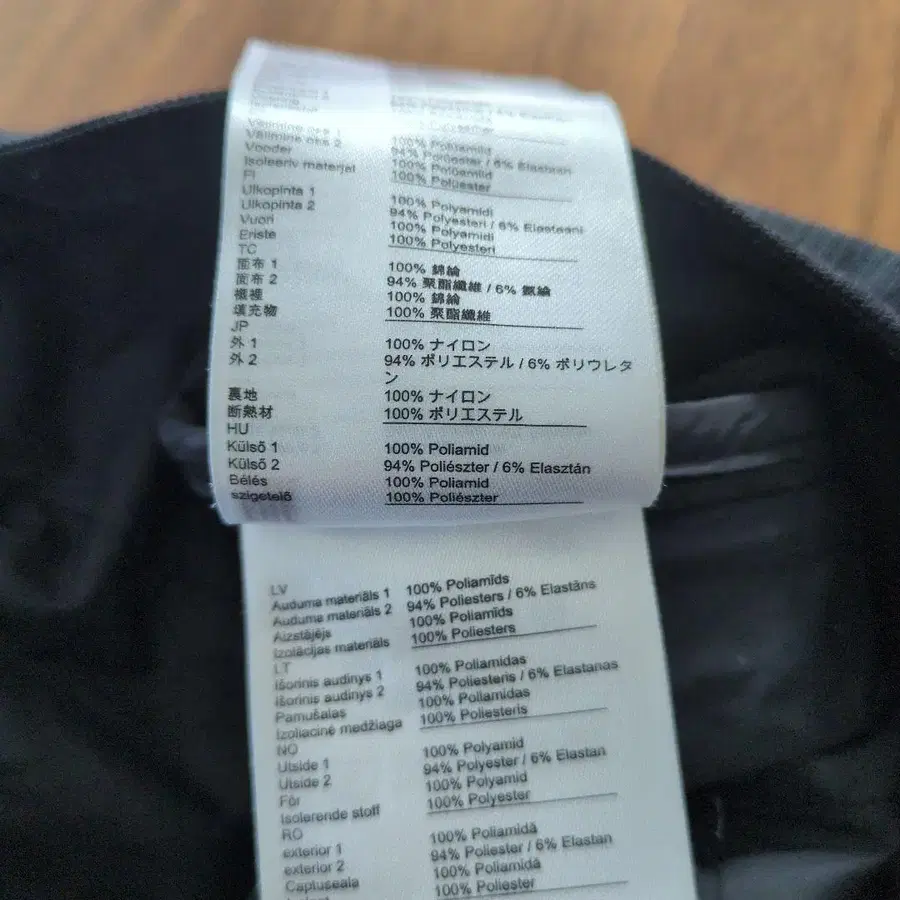 Välimine osa 1
Välimine osa 2 100% Polüamiid
Vooder 94% Polüester / 6% Elastaan
Isoleeriv materjal 100% Polüamiid
100% Polüester
FI
Ulkopinta 1 100% Polyamidi
Ulkopinta 2 94% Polyesteri / 6% Elastaani
Vuori 100% Polyamidi
Eriste 100% Polyesteri
TC
面布 1 100% 錦綸
面布 2 94% 聚酯纖維 / 6% 氨綸
襯裡 100% 錦綸
填充物 100% 聚酯纖維
JP
外 1 100% ナイロン
外 2 94% ポリエステル / 6% ポリウレタ
ン
裏地 100% ナイロン
断熱材 100% ポリエステル
HU
Külső 1 100% Poliamid
Külső 2 94% Poliészter / 6% Elasztán
Bélés 100% Poliamid
szigetelő 100% Poliészter
LV
Auduma materiāls 1 100% Poliamīds
Auduma materiāls 2 94% Poliesters / 6% Elastāns
Aizstājējs 100% Poliamīds
Izolācijas materiāls 100% Poliesters
LT
Išorinis audinys 1 100% Poliamidas
Išorinis audinys 2 94% Poliesteris / 6% Elastanas
Pamušalas 100% Poliamidas
Izoliacinė medžiaga 100% Poliesteris
NO
Utside 1 100% Polyamid
Utside 2 94% Polyester / 6% Elastan
Fôr 100% Polyamid
Isolerende stoff 100% Polyester
RO
exterior 1 100% Poliamidă
exterior 2 94% Poliester / 6% Elastan
Captuseala 100% Poliamidă
100% Poliester